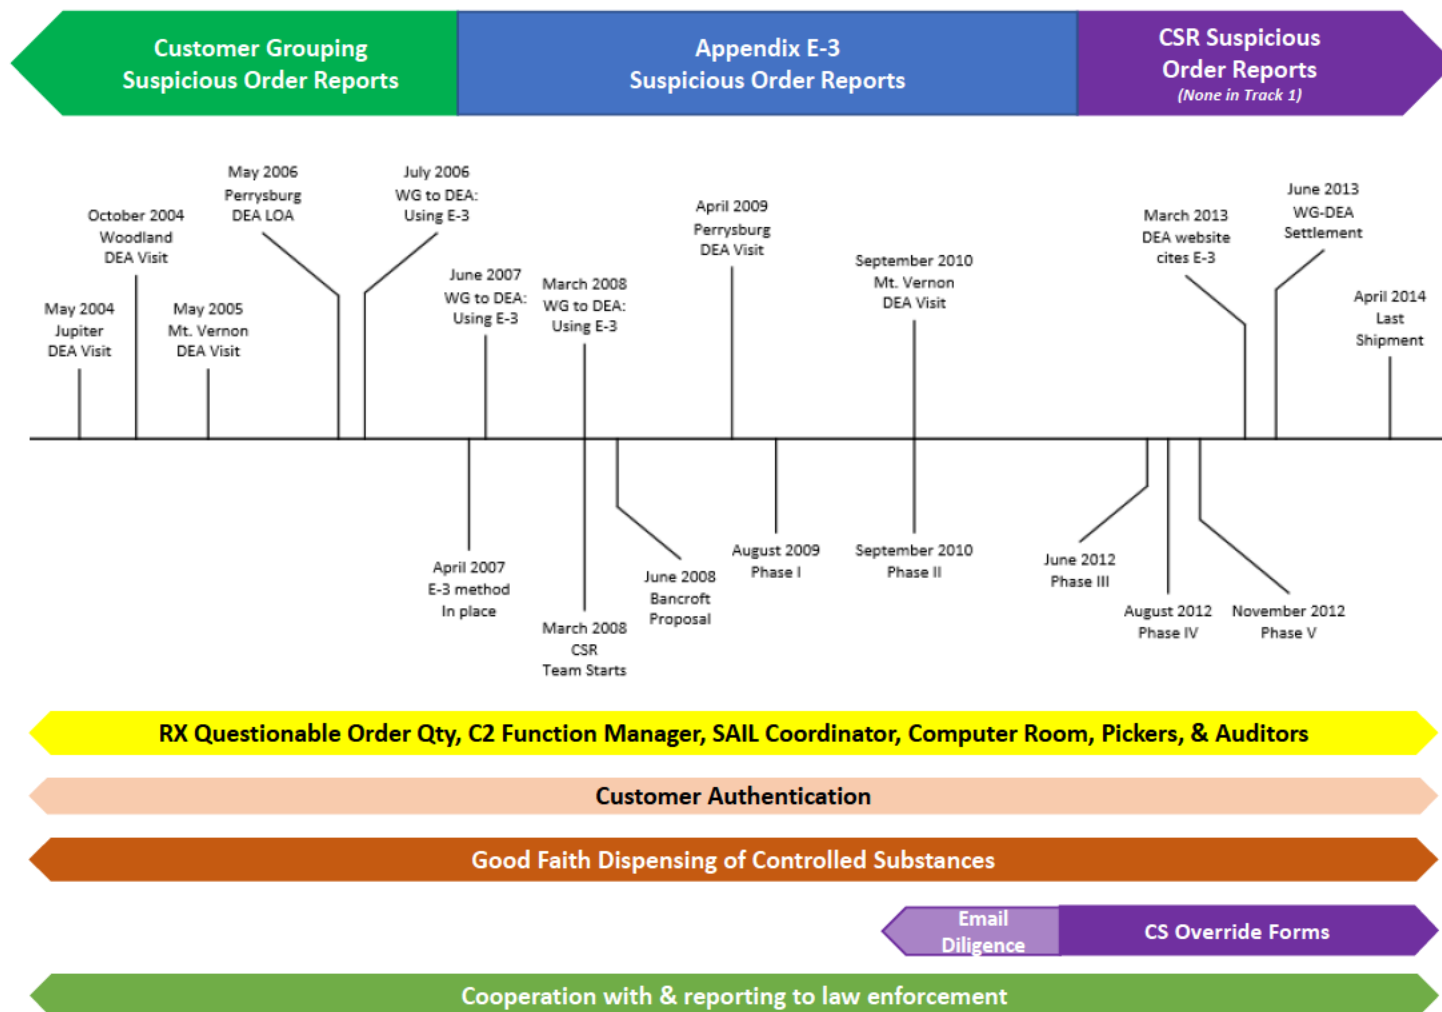 Customer Grouping
Suspicious Order Reports
Appendix E-3
Suspicious Order Reports
CSR Suspicious
Order Reports
(None in Track 1)
May 2004
Jupiter
DEA Visit
October 2004
Woodland
DEA Visit
May 2005
Mt. Vernon
DEA Visit
May 2006
Perrysburg
DEA LOA
July 2006
WG to DEA:
Using E-3
June 2007
WG to DEA:
Using E-3
March 2008
WG to DEA:
Using E-3
April 2009
Perrysburg
DEA Visit
September 2010
Mt. Vernon
DEA Visit
March 2013
DEA website
cites E-3
June 2013
WG-DEA
Settlement
April 2014
Last
Shipment
April 2007
E-3 method
In place
March 2008
CSR
Team Starts
June 2008
Bancroft
Proposal
August 2009
Phase I
September 2010
Phase II
June 2012
Phase III
August 2012
Phase IV
November 2012
Phase V
RX Questionable Order Qty, C2 Function Manager, SAIL Coordinator, Computer Room, Pickers, & Auditors
Customer Authentication
Good Faith Dispensing of Controlled Substances
Email
Diligence
CS Override Forms
Cooperation with & reporting to law enforcement